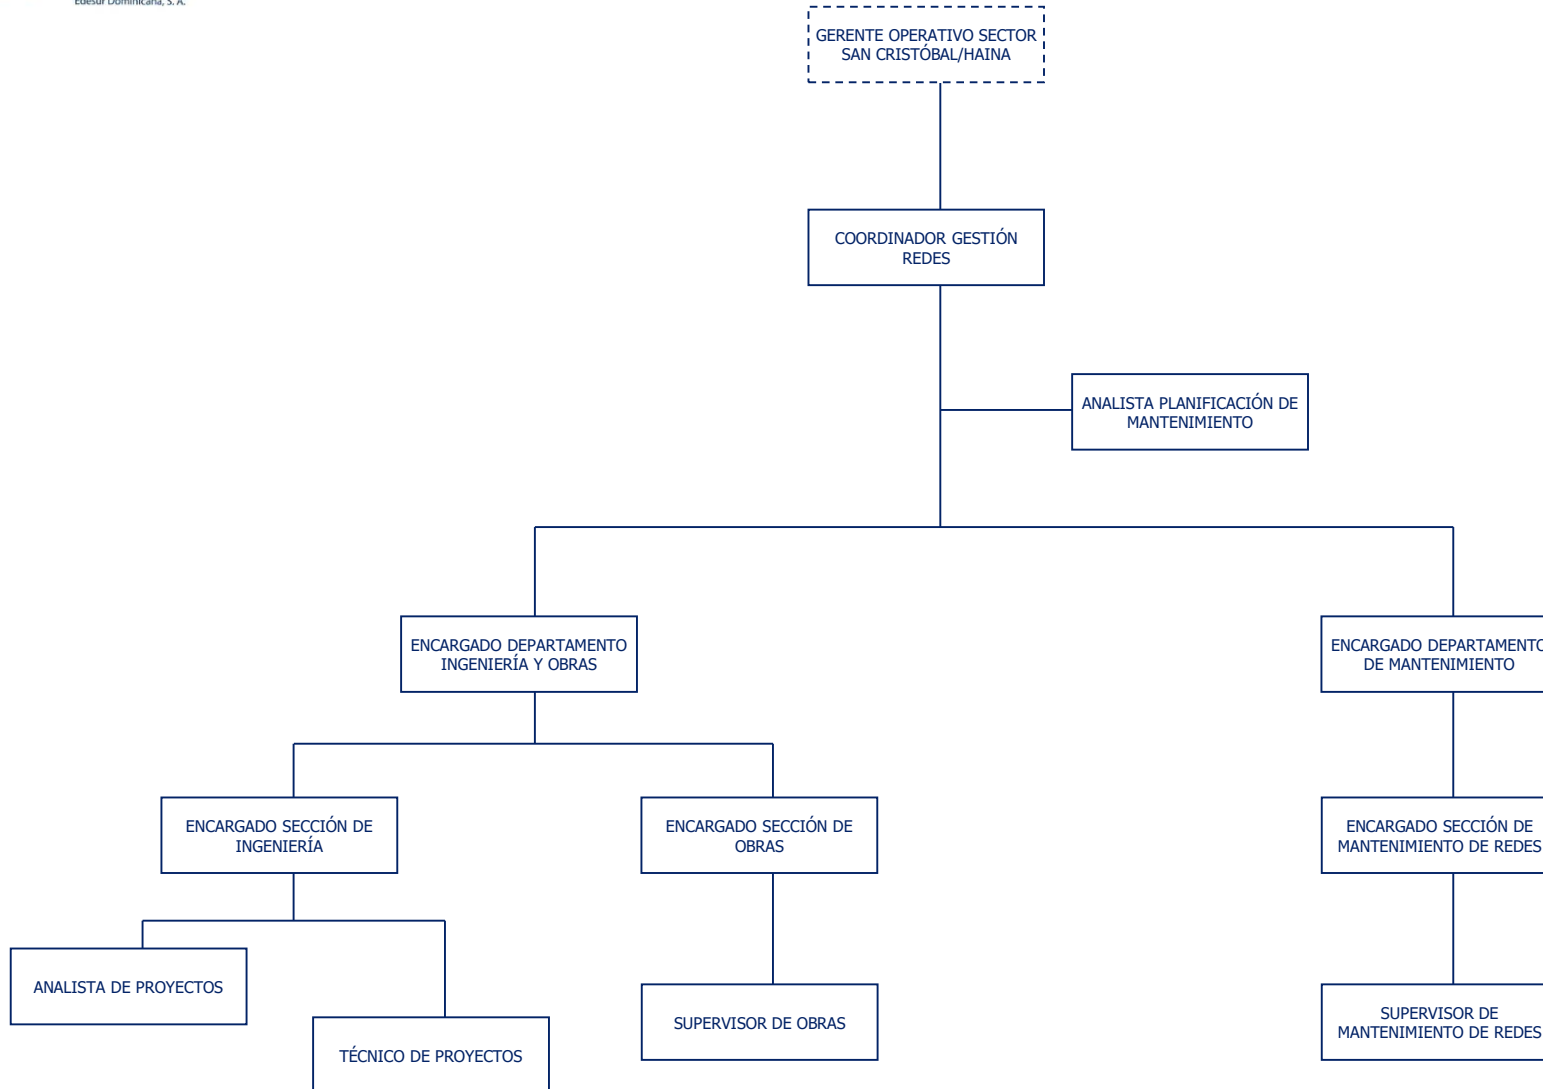 Edesur Dominicana, S. A.
GERENTE OPERATIVO SECTOR
SAN CRISTÓBAL/HAINA
COORDINADOR GESTIÓN
REDES
ANALISTA PLANIFICACIÓN DE
MANTENIMIENTO
ENCARGADO DEPARTAMENTO
INGENIERÍA Y OBRAS
ENCARGADO DEPARTAMENTO
DE MANTENIMIENTO
ENCARGADO SECCIÓN DE
INGENIERÍA
ENCARGADO SECCIÓN DE
OBRAS
ENCARGADO SECCIÓN DE
MANTENIMIENTO DE REDES
ANALISTA DE PROYECTOS
TÉCNICO DE PROYECTOS
SUPERVISOR DE OBRAS
SUPERVISOR DE
MANTENIMIENTO DE REDES